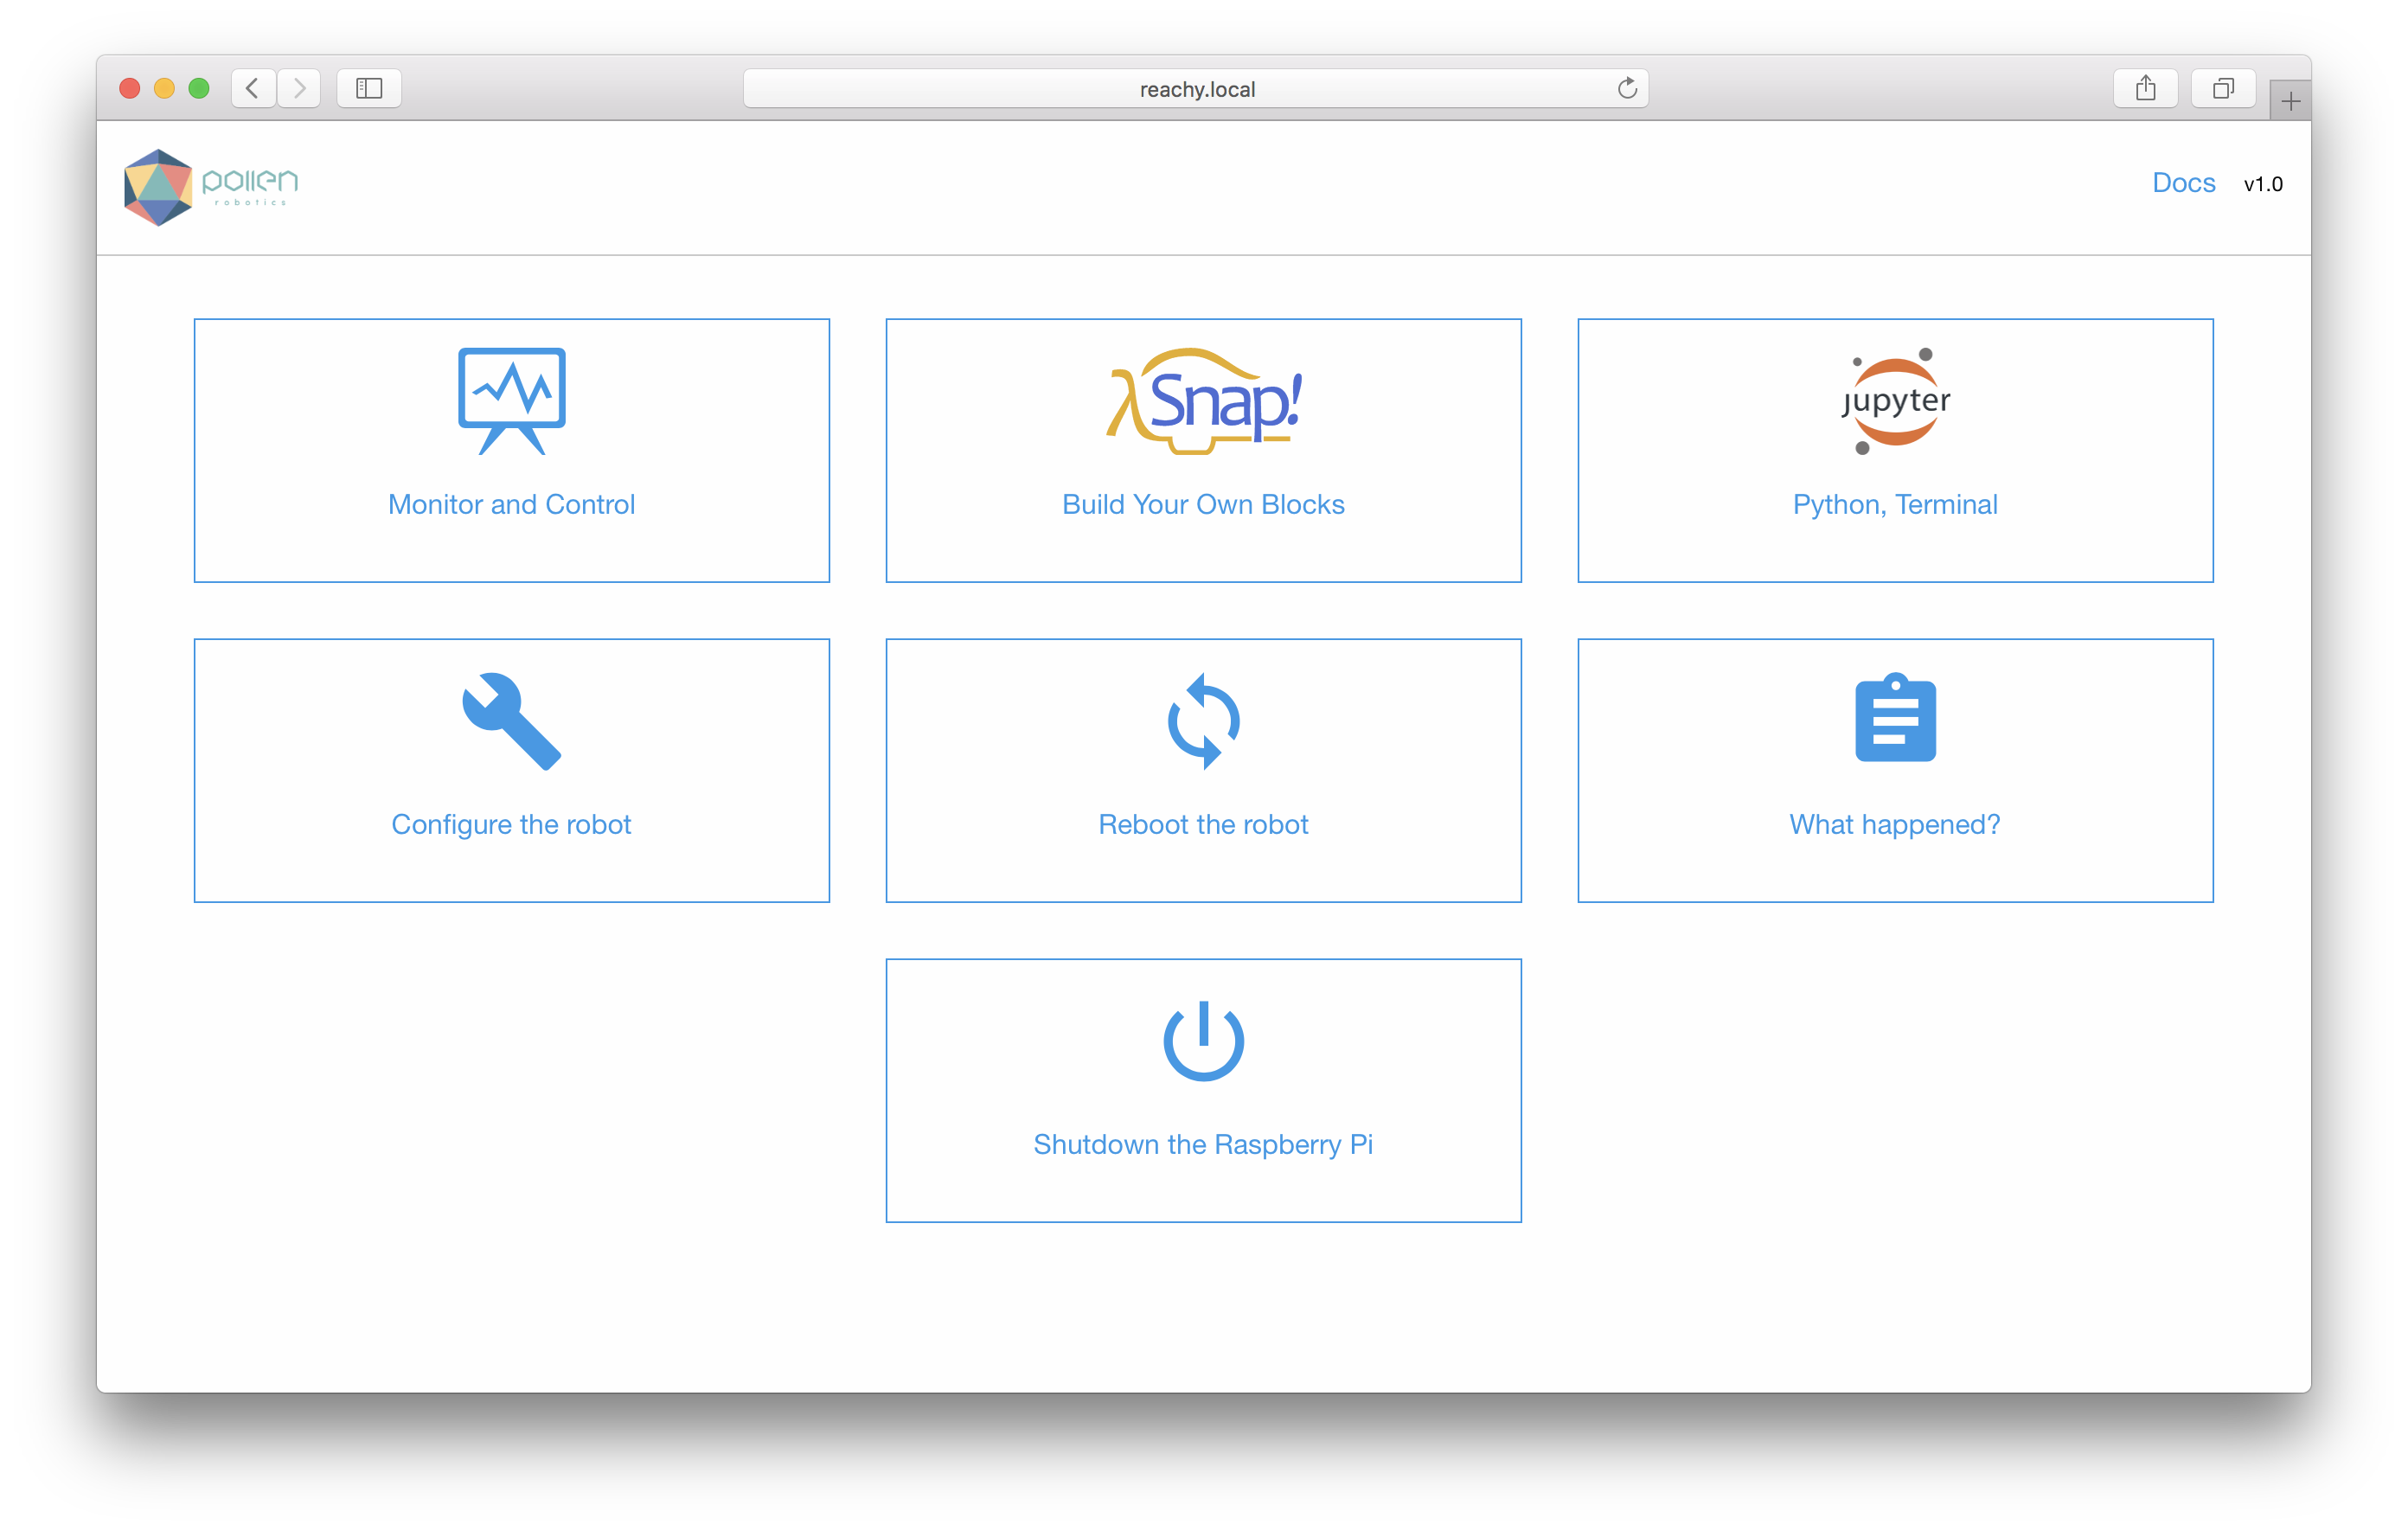 reachy.local
pollen
robotics
Docs v1.0
λSnap!
jupyter
Monitor and Control
Build Your Own Blocks
Python, Terminal
Configure the robot
Reboot the robot
What happened?
Shutdown the Raspberry Pi